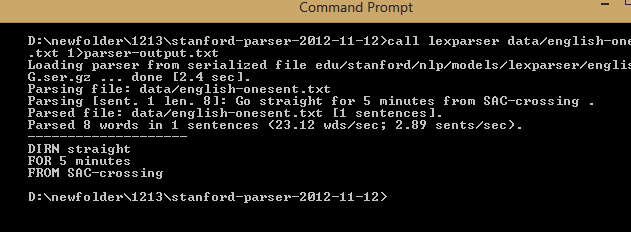 Command Prompt
D:\newfolder\1213\stanford-parser-2012-11-12>call lexparser data/english-one
.txt 1>parser-output.txt
Loading parser from serialized file edu/stanford/nlp/models/lexparser/englis
G.ser.gz ... done [2.4 sec].
Parsing file: data/english-onesent.txt
Parsing [sent. 1 len. 8]: Go straight for 5 minutes from SAC-crossing .
Parsed file: data/english-onesent.txt [1 sentences].
Parsed 8 words in 1 sentences (23.12 wds/sec; 2.89 sents/sec).
--------------------
DIRN straight
FOR 5 minutes
FROM SAC-crossing
D:\newfolder\1213\stanford-parser-2012-11-12>